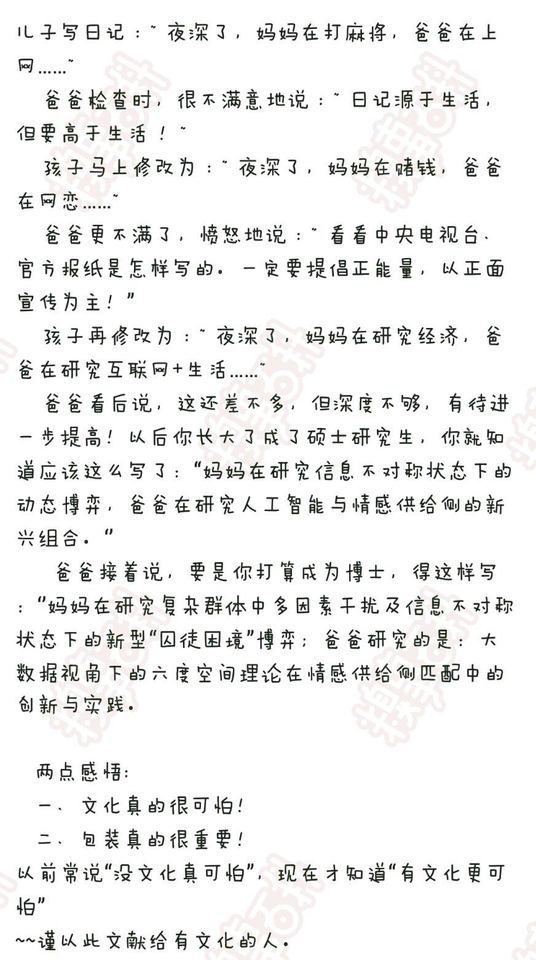 儿子写日记：~ 夜深了，妈妈在打麻将，爸爸在上
网……~
爸爸检查时，很不满意地说：~ 日记源于生活，
但要高于生活！~
孩子马上修改为：~ 夜深了，妈妈在赌钱，爸爸
在网恋……~
爸爸更不满了，愤怒地说：~ 看看中央电视台、
官方报纸是怎样写的。一定要提倡正能量，以正面
宣传为主！”
孩子再修改为：~ 夜深了，妈妈在研究经济，爸
爸在研究互联网+生活……~
爸爸看后说，这还差不多，但深度不够，有待进
一步提高！以后你长大了成了硕士研究生，你就知
道应该这么写了：“妈妈在研究信息不对称状态下的
动态博弈，爸爸在研究人工智能与情感供给侧的新
兴组合。“
爸爸接着说，要是你打算成为博士，得这样写
：“妈妈在研究复杂群体中多因素干扰及信息不对称
状态下的新型“囚徒困境”博弈；爸爸研究的是：大
数据视角下的六度空间理论在情感供给侧匹配中的
创新与实践。
两点感悟：
一、文化真的很可怕！
二、包装真的很重要！
以前常说“没文化真可怕”，现在才知道“有文化更可
怕”
~~谨以此文献给有文化的人。